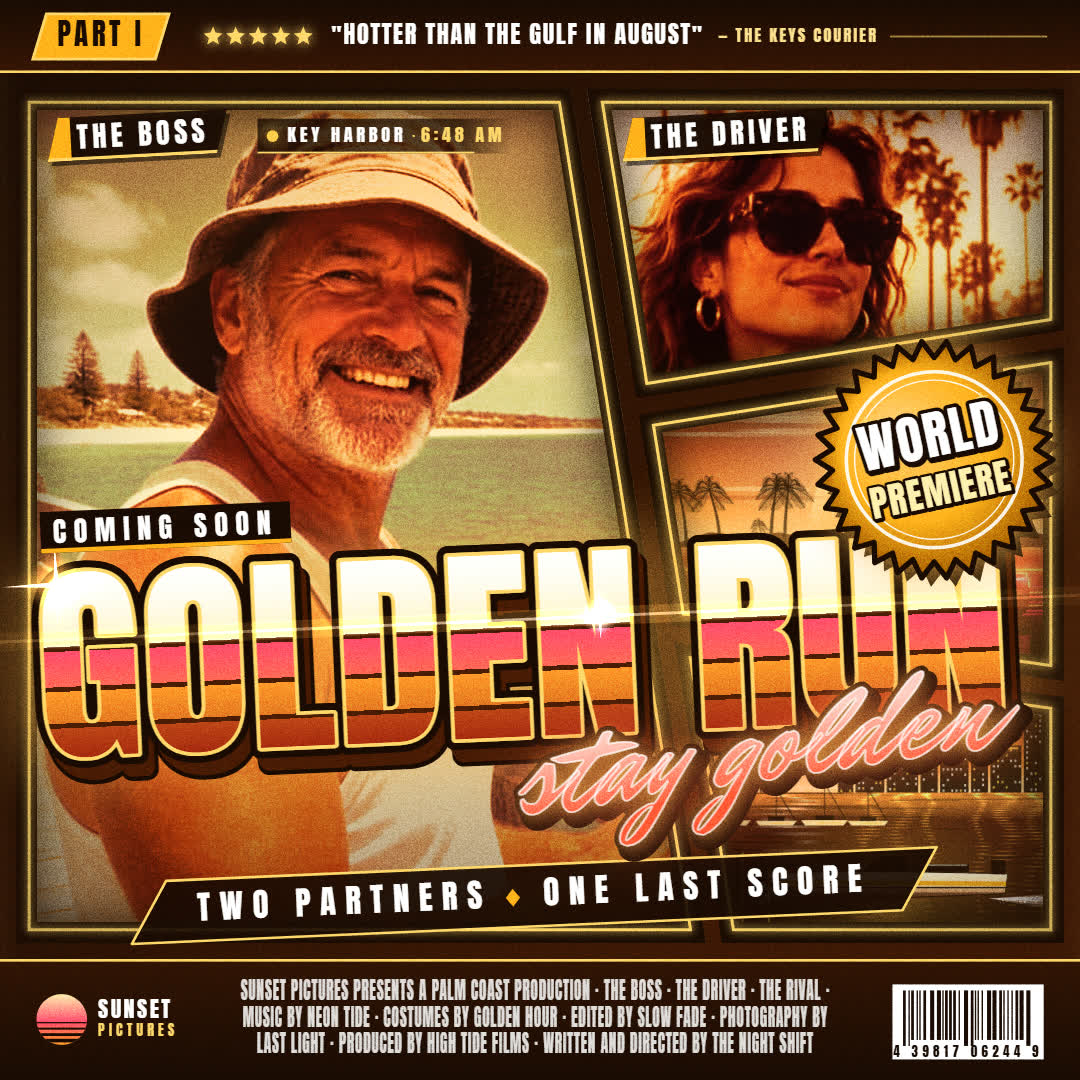 PART I
"HOTTER THAN THE GULF IN AUGUST" – THE KEYS COURIER
THE BOSS
KEY HARBOR · 6:48 AM
THE DRIVER
WORLD
PREMIERE
COMING SOON
GOLDEN RUN
stay golden
TWO PARTNERS ♦ ONE LAST SCORE
SUNSET
PICTURES
SUNSET PICTURES PRESENTS A PALM COAST PRODUCTION · THE BOSS · THE DRIVER · THE RIVAL ·
MUSIC BY NEON TIDE · COSTUMES BY GOLDEN HOUR · EDITED BY SLOW FADE · PHOTOGRAPHY BY
LAST LIGHT · PRODUCED BY HIGH TIDE FILMS · WRITTEN AND DIRECTED BY THE NIGHT SHIFT
4 39817 06244 9